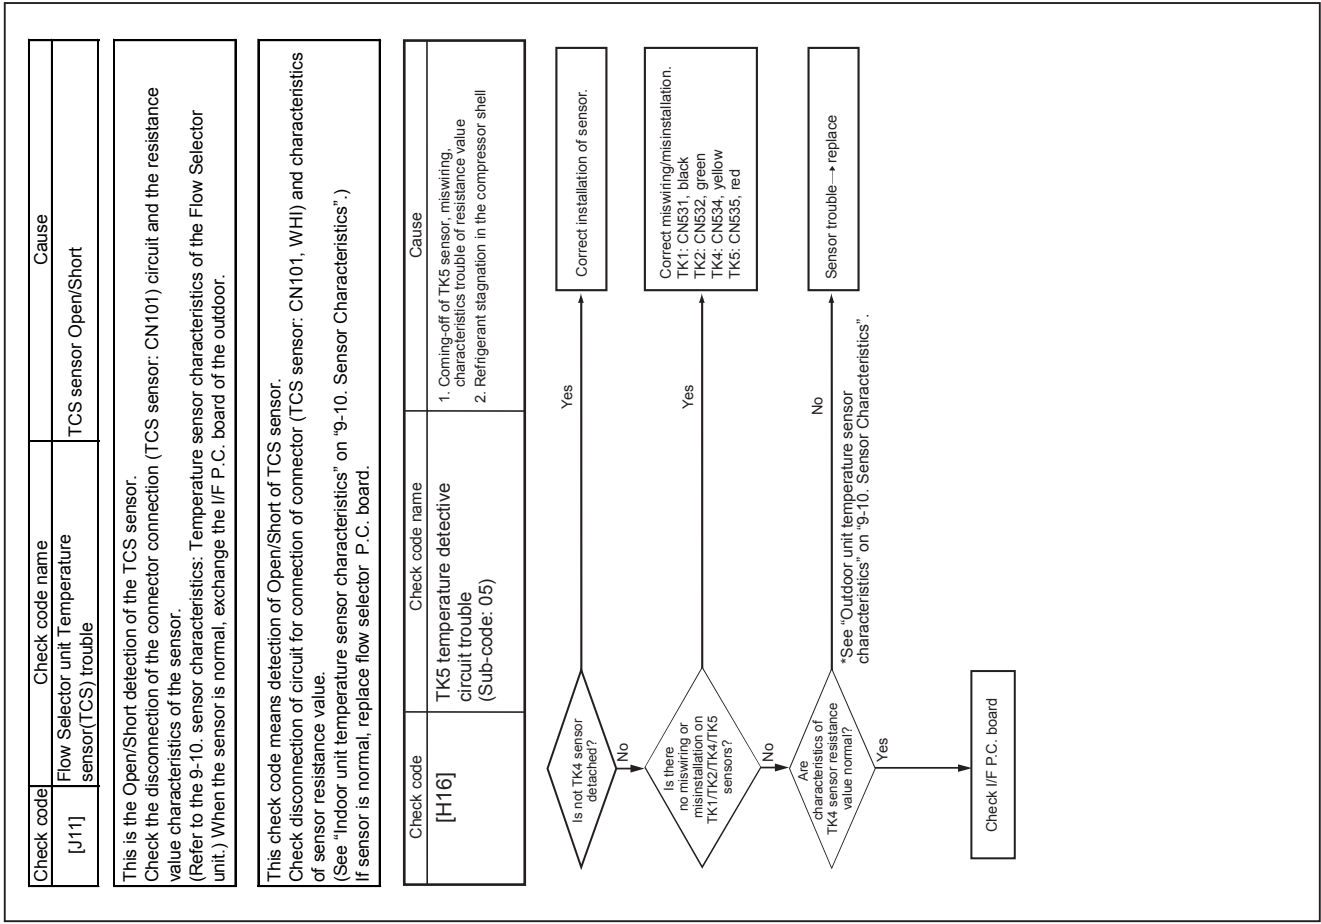 Check code
Check code name
Cause
[J11]
Flow Selector unit Temperature
sensor(TCS) trouble
TCS sensor Open/Short
This is the Open/Short detection of the TCS sensor.
Check the disconnection of the connector connection (TCS sensor: CN101) circuit and the resistance
value characteristics of the sensor.
(Refer to the 9-10. sensor characteristics: Temperature sensor characteristics of the Flow Selector
unit.) When the sensor is normal, exchange the I/F P.C. board of the outdoor.
This check code means detection of Open/Short of TCS sensor.
Check disconnection of circuit for connection of connector (TCS sensor: CN101, WHI) and characteristics
of sensor resistance value.
(See “Indoor unit temperature sensor characteristics” on “9-10. Sensor Characteristics”.)
If sensor is normal, replace flow selector P.C. board.
Check code
Check code name
Cause
[H16]
TK5 temperature detective
circuit trouble
(Sub-code: 05)
1. Coming-off of TK5 sensor, miswiring,
characteristics trouble of resistance value
2. Refrigerant stagnation in the compressor shell
Is not TK4 sensor
detached?
Yes
Correct installation of sensor.
No
Is there
no miswiring or
misinstallation on
TK1/TK2/TK4/TK5
sensors?
Yes
Correct miswiring/misinstallation.
TK1: CN531, black
TK2: CN532, green
TK4: CN534, yellow
TK5: CN535, red
No
Are
characteristics of
TK4 sensor resistance
value normal?
No
Sensor trouble → replace
*See “Outdoor unit temperature sensor
characteristics” on “9-10. Sensor Characteristics”.
Yes
Check I/F P.C. board